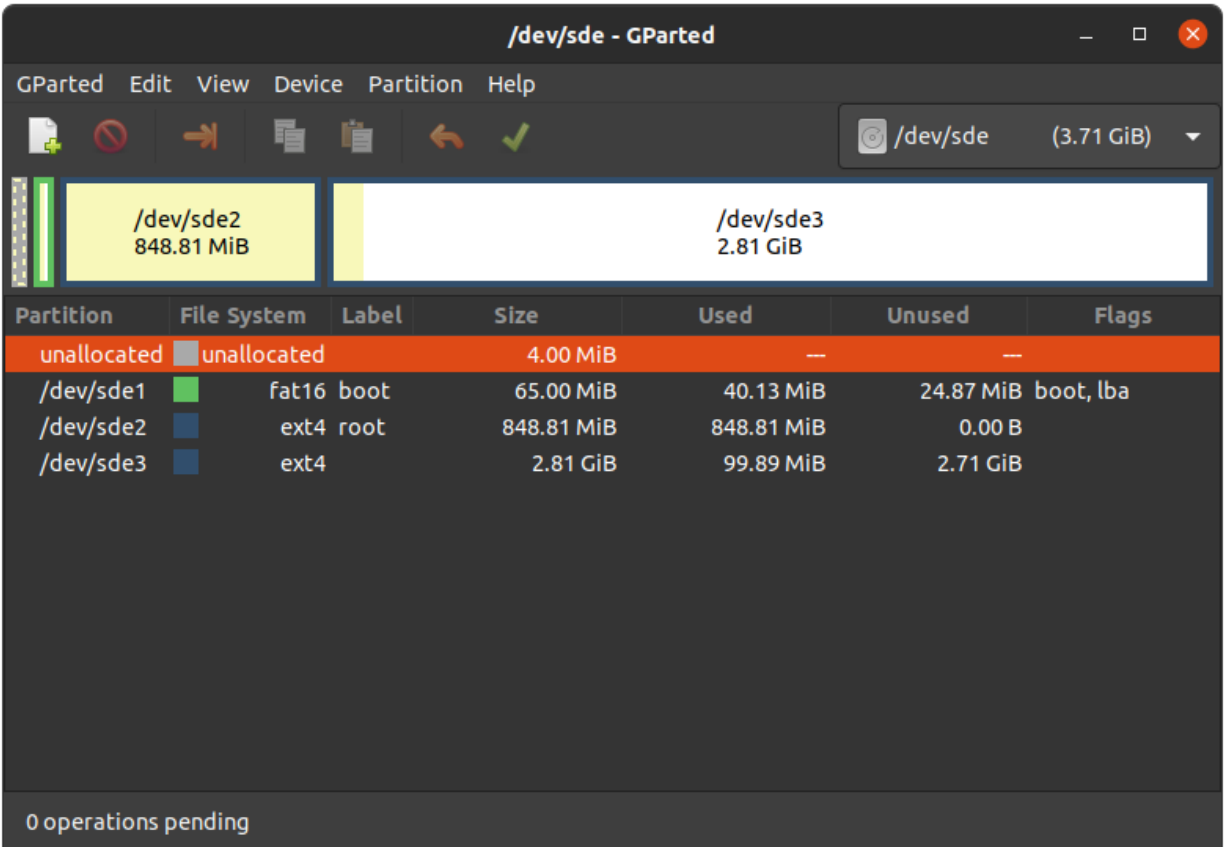 /dev/sde - GParted
GParted Edit View Device Partition Help
/dev/sde (3.71 GiB)
/dev/sde2
848.81 MiB
/dev/sde3
2.81 GiB
Partition File System Label Size Used Unused Flags
unallocated unallocated 4.00 MiB --- ---
/dev/sde1 fat16 boot 65.00 MiB 40.13 MiB 24.87 MiB boot, lba
/dev/sde2 ext4 root 848.81 MiB 848.81 MiB 0.00 B
/dev/sde3 ext4 2.81 GiB 99.89 MiB 2.71 GiB
0 operations pending